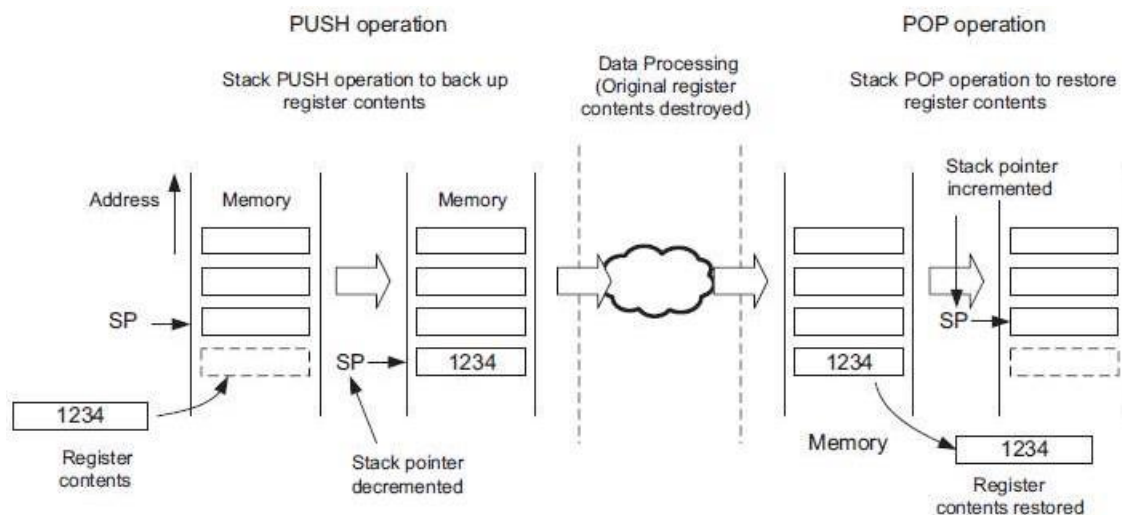 PUSH operation
POP operation
Stack PUSH operation to back up
register contents
Data Processing
(Original register
contents destroyed)
Stack POP operation to restore
register contents
Stack pointer
incremented
Address
Memory
Memory
SP
SP
1234
1234
SP
1234
1234
Register
contents
Stack pointer
decremented
Memory
1234
Register
contents restored